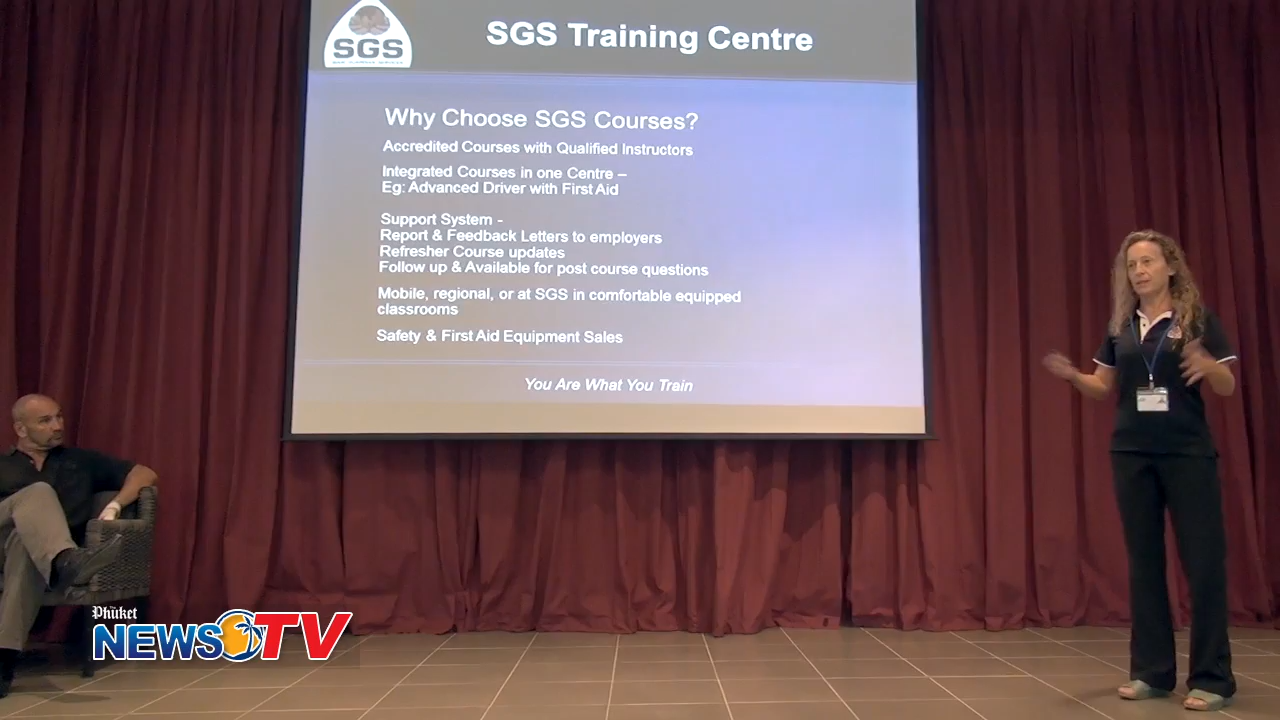 SGS
SGS Training Centre
Why Choose SGS Courses?
Accredited Courses with Qualified Instructors
Integrated Courses in one Centre –
Eg: Advanced Driver with First Aid
Support System -
Report & Feedback Letters to employers
Refresher Course updates
Follow up & Available for post course questions
Mobile, regional, or at SGS in comfortable equipped
classrooms
Safety & First Aid Equipment Sales
You Are What You Train
Phuket
NEWS TV